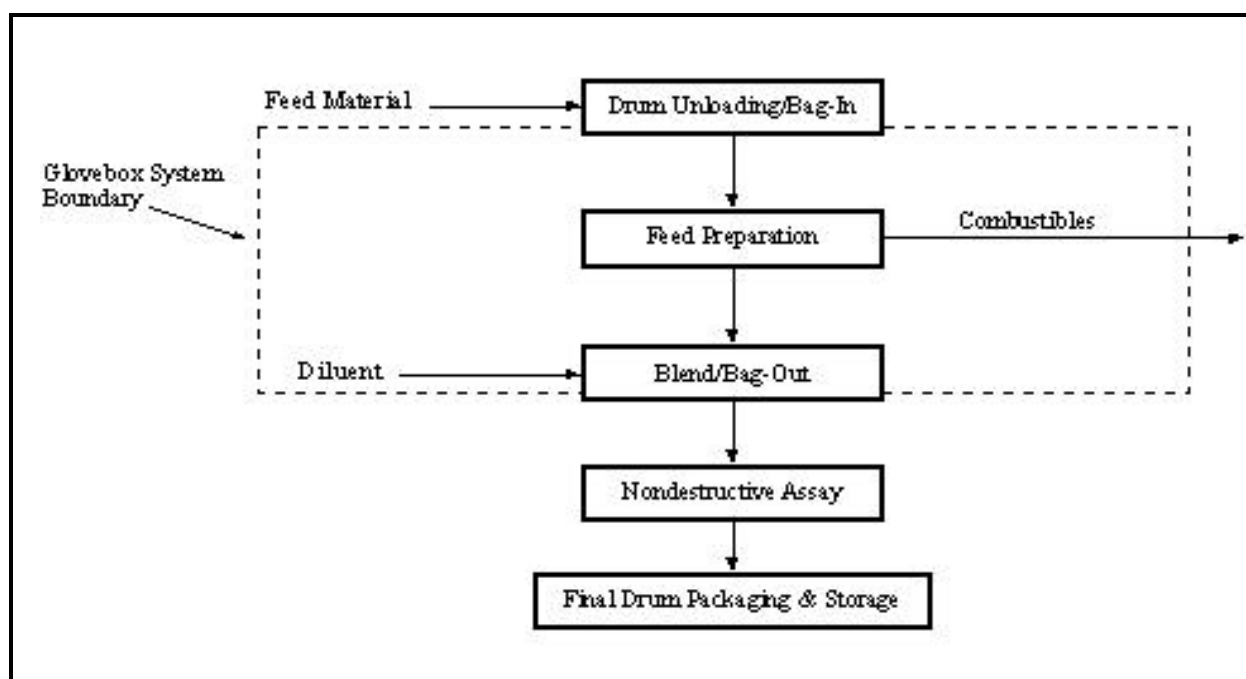 Feed Material
Drum Unloading/Bag-In
Glovebox System
Boundary
Feed Preparation
Combustibles
Diluent
Blend/Bag-Out
Nondestructive Assay
Final Drum Packaging & Storage